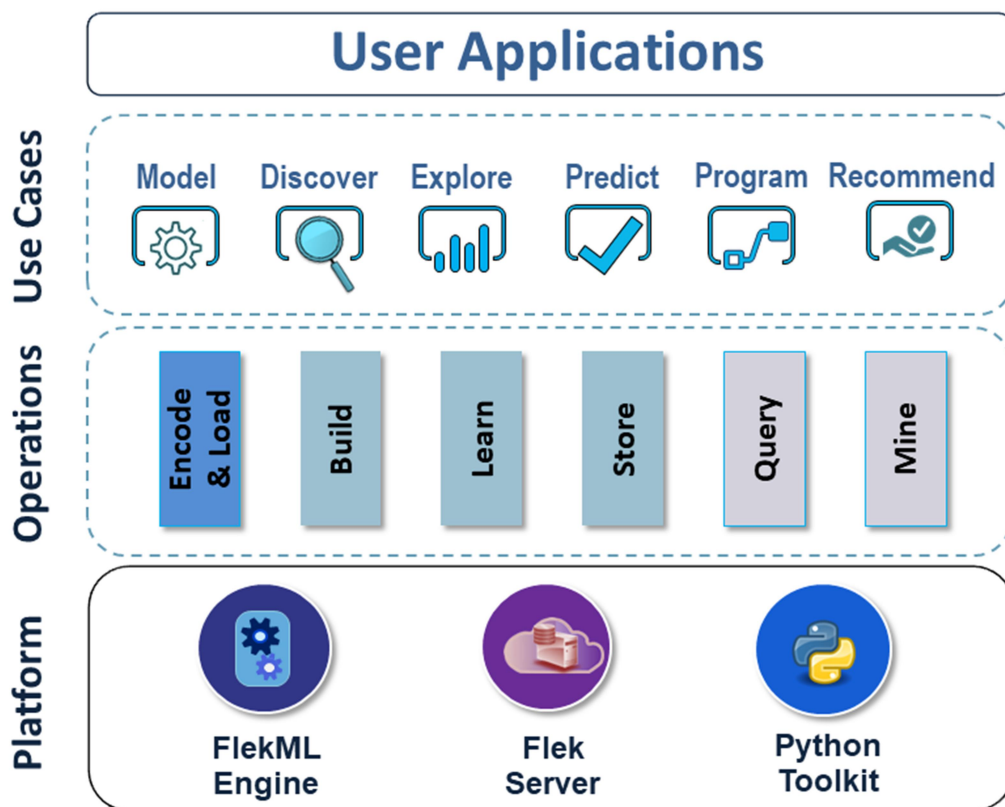 User Applications
Use Cases
Model
Discover
Explore
Predict
Program
Recommend
Operations
Encode
& Load
Build
Learn
Store
Query
Mine
Platform
FlekML
Engine
Flek
Server
Python
Toolkit